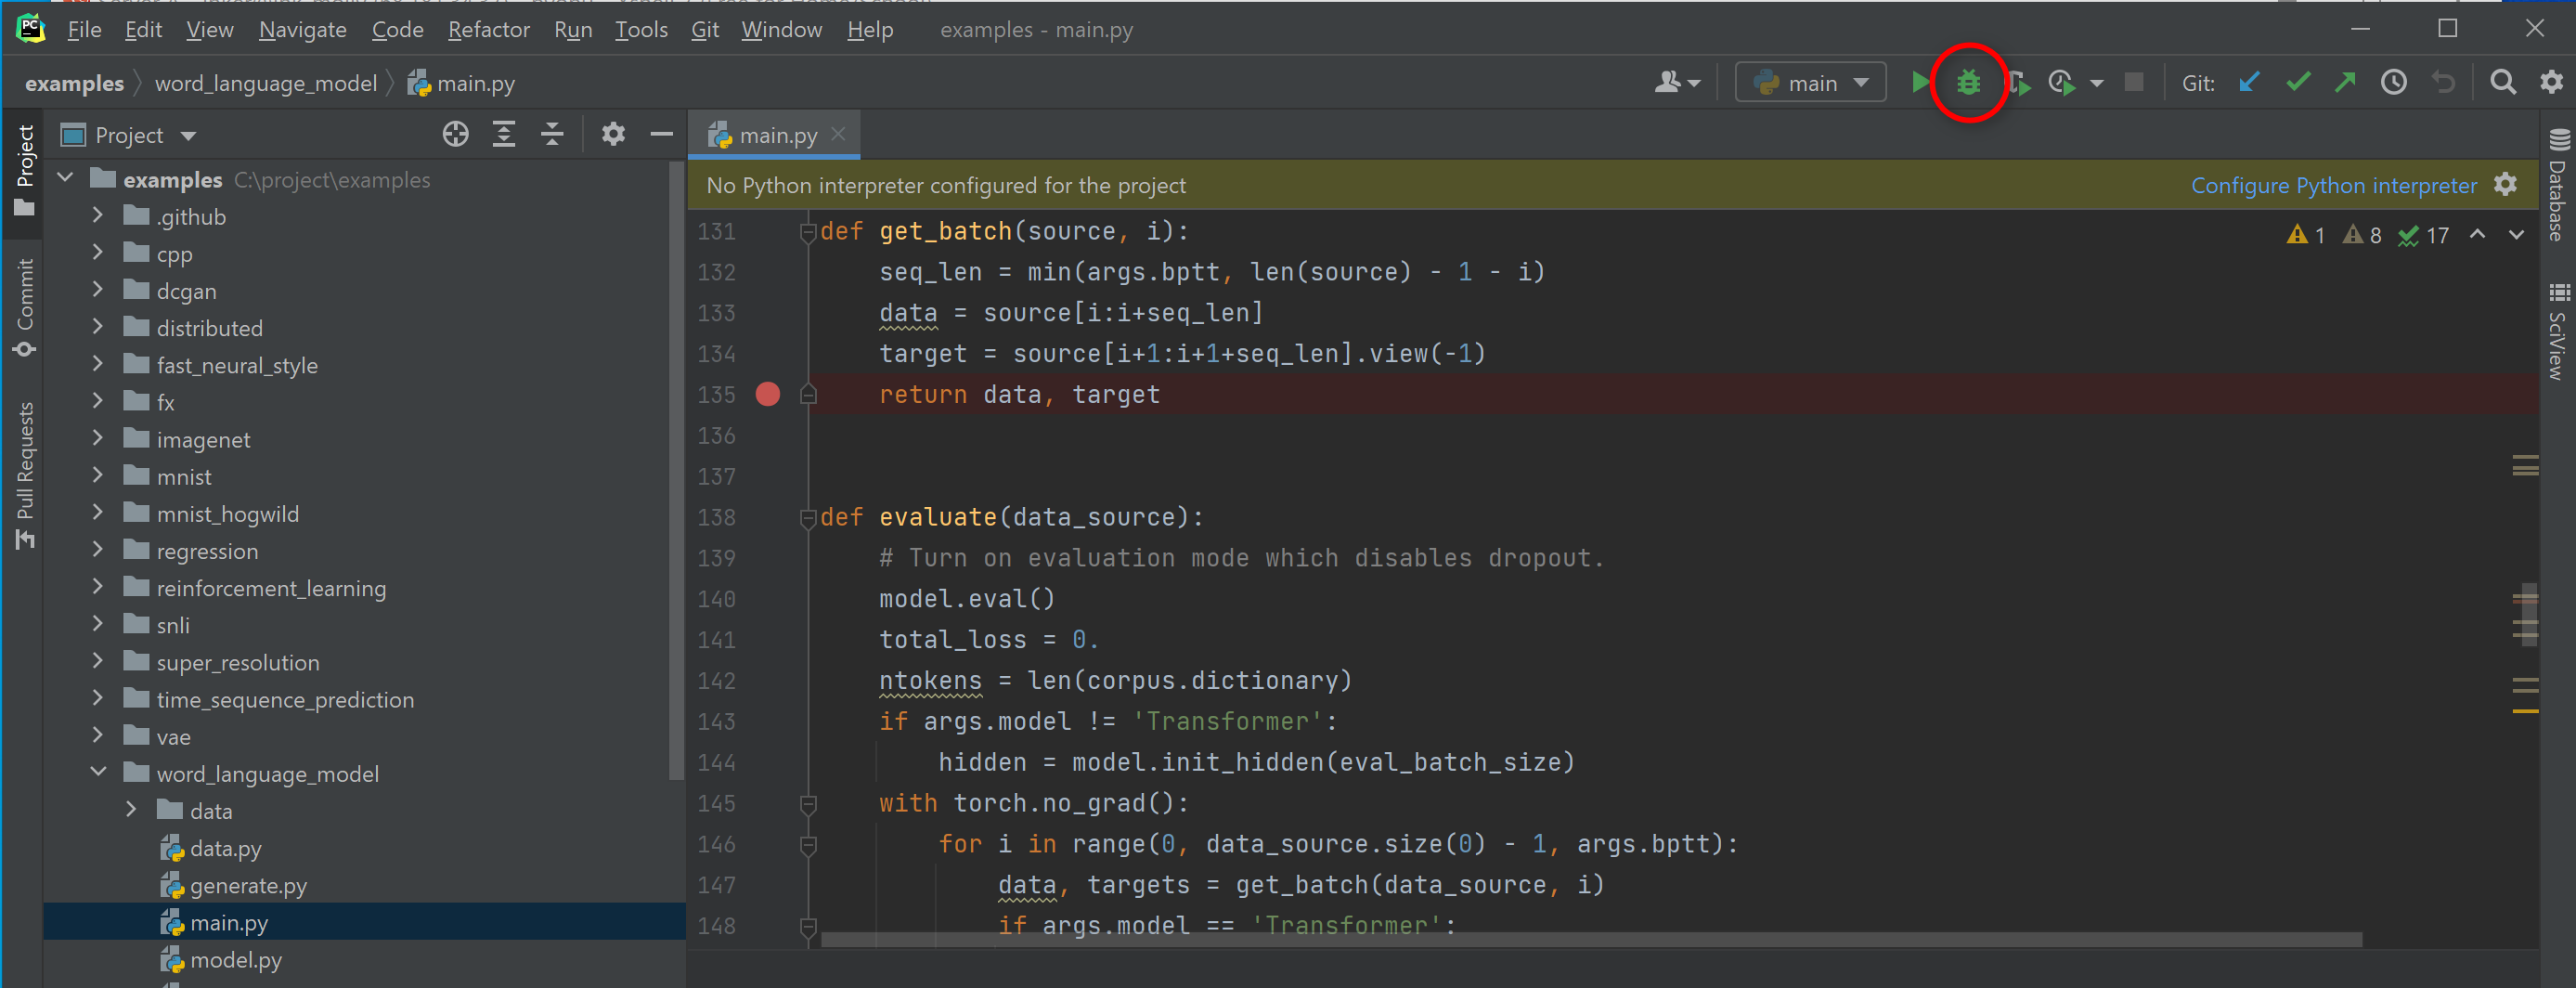 PC File Edit View Navigate Code Refactor Run Tools Git Window Help examples - main.py
examples word_language_model main.py main Git:
Project
Commit
Pull Requests
Project
examples C:\project\examples
.github
cpp
dcgan
distributed
fast_neural_style
fx
imagenet
mnist
mnist_hogwild
regression
reinforcement_learning
snli
super_resolution
time_sequence_prediction
vae
word_language_model
data
data.py
generate.py
main.py
model.py
main.py
No Python interpreter configured for the project Configure Python interpreter
1 8 17
131 def get_batch(source, i):
132 seq_len = min(args.bptt, len(source) - 1 - i)
133 data = source[i:i+seq_len]
134 target = source[i+1:i+1+seq_len].view(-1)
135 return data, target
136
137
138 def evaluate(data_source):
139 # Turn on evaluation mode which disables dropout.
140 model.eval()
141 total_loss = 0.
142 ntokens = len(corpus.dictionary)
143 if args.model != 'Transformer':
144 hidden = model.init_hidden(eval_batch_size)
145 with torch.no_grad():
146 for i in range(0, data_source.size(0) - 1, args.bptt):
147 data, targets = get_batch(data_source, i)
148 if args.model == 'Transformer':
Database
SciView